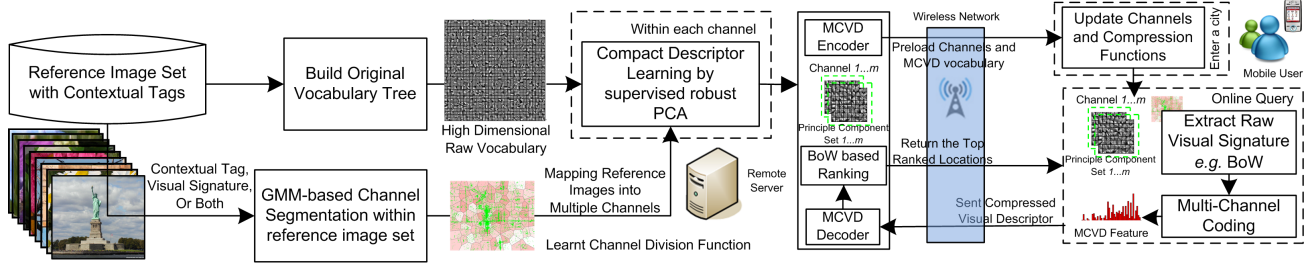 Reference Image Set
with Contextual Tags
Build Original
Vocabulary Tree
High Dimensional
Raw Vocabulary
Within each channel
Compact Descriptor
Learning by
supervised robust
PCA
Contextual Tag,
Visual Signature,
Or Both
GMM-based Channel
Segmentation within
reference image set
Mapping Reference
Images into
Multiple Channels
Learnt Channel Division Function
Remote
Server
MCVD
Encoder
Channel 1...m
Principle Component
Set 1...m
BoW based
Ranking
MCVD
Decoder
Wireless Network
Preload Channels and
MCVD vocabulary
Return the Top
Ranked Locations
Sent Compressed
Visual Descriptor
Update Channels
and Compression
Functions
Enter a city
Mobile User
Channel 1...m
Online Query
Principle Component
Set 1...m
Extract Raw
Visual Signature
e.g. BoW
Multi-Channel
Coding
MCVD Feature